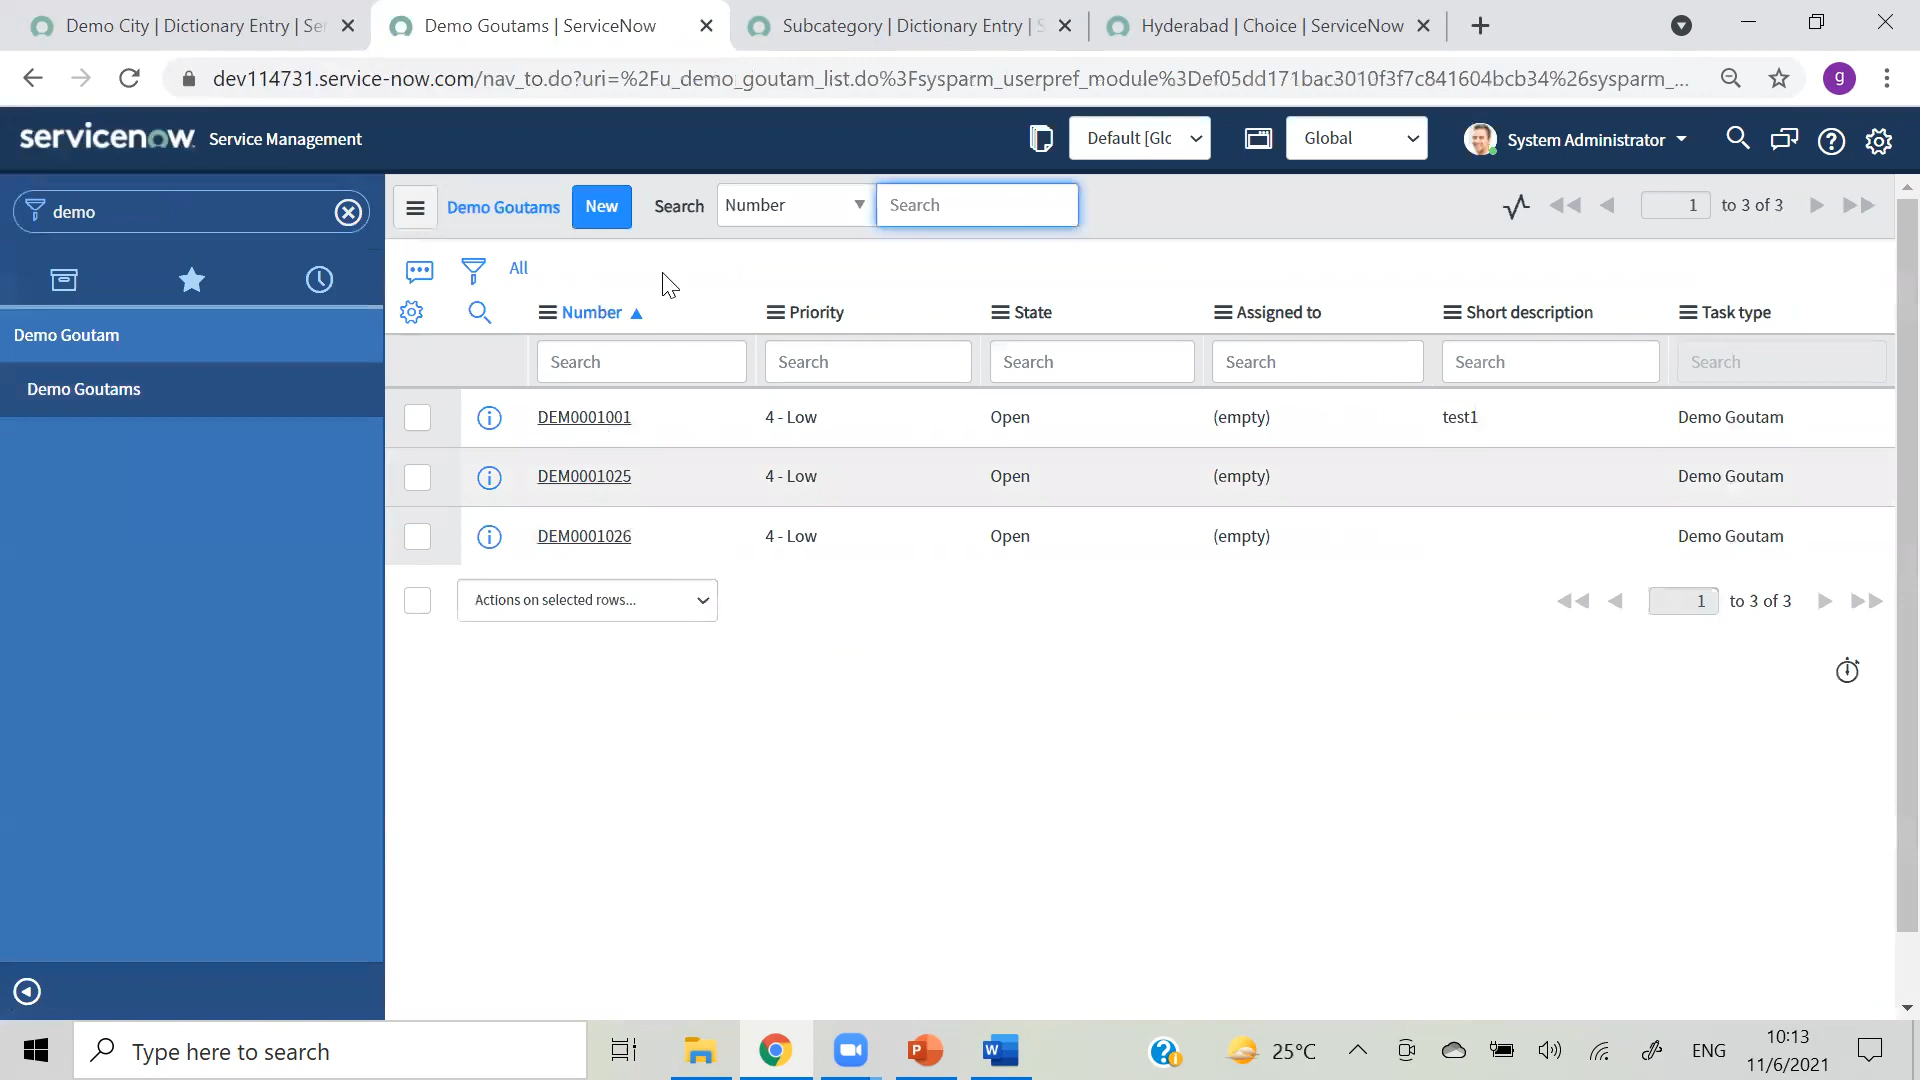 Demo City | Dictionary Entry | Ser
Demo Goutams | ServiceNow
Subcategory | Dictionary Entry | S
Hyderabad | Choice | ServiceNow
dev114731.service-now.com/nav_to.do?uri=%2Fu_demo_goutam_list.do%3Fsysparm_userpref_module%3Def05dd171bac3010f3f7c841604bcb34%26sysparm_...
g
servicenow Service Management
Default [Glc
Global
System Administrator
demo
Demo Goutams New Search Number Search
1 to 3 of 3
All
Number Priority State Assigned to Short description Task type
Search Search Search Search Search Search
Demo Goutam
Demo Goutams
DEM0001001 4 - Low Open (empty) test1 Demo Goutam
DEM0001025 4 - Low Open (empty) Demo Goutam
DEM0001026 4 - Low Open (empty) Demo Goutam
Actions on selected rows...
1 to 3 of 3
Type here to search
P
W
25°C
ENG
10:13
11/6/2021